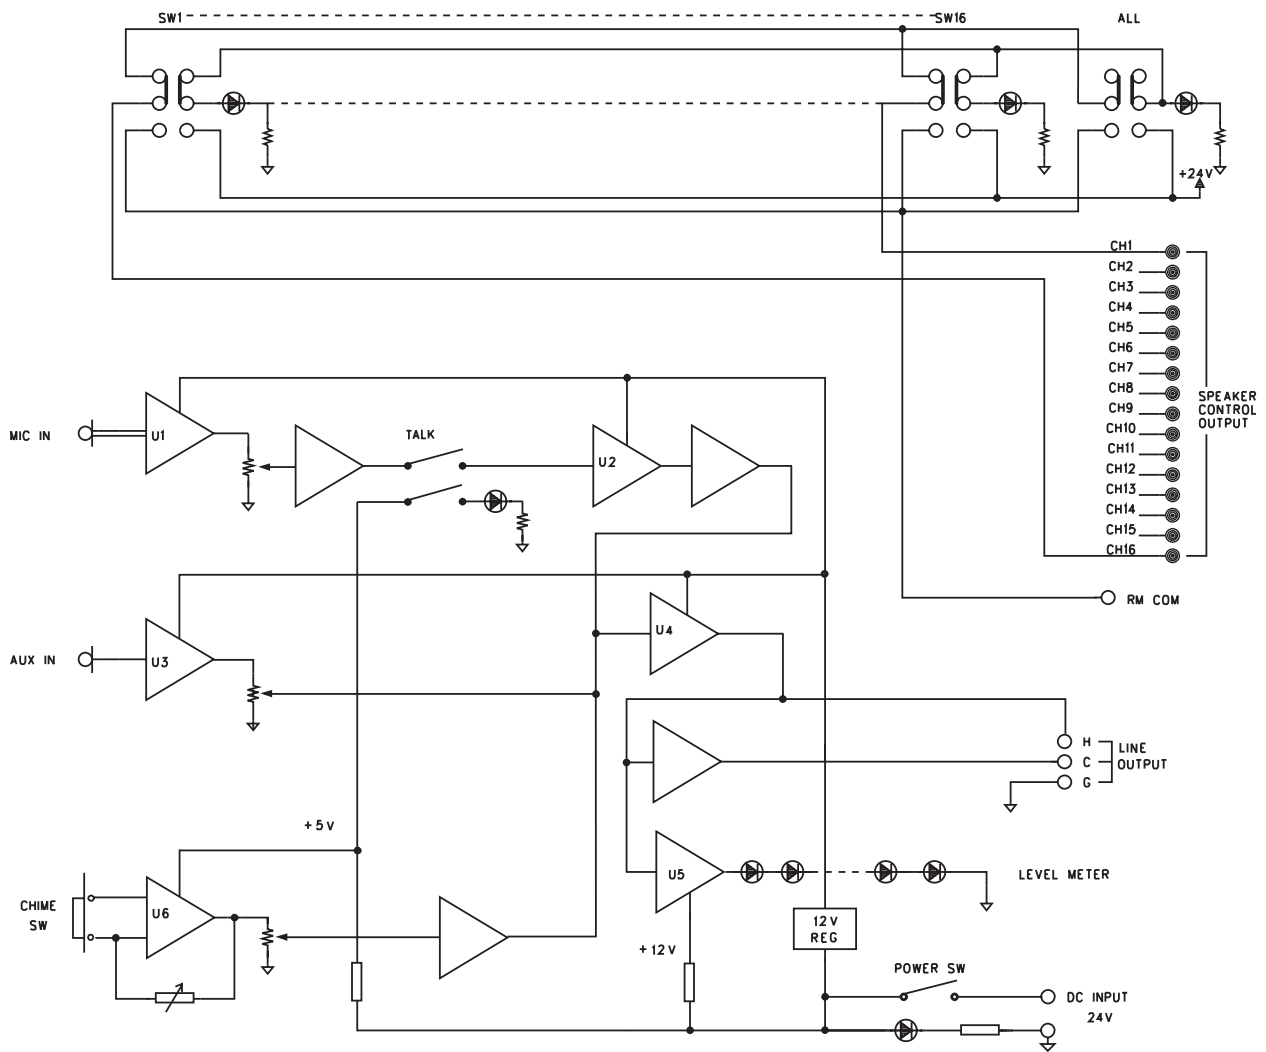 SW1
SW16
ALL
+24V
CH1
CH2
CH3
CH4
CH5
CH6
CH7
CH8
CH9
CH10
CH11
CH12
CH13
CH14
CH15
CH16
SPEAKER
CONTROL
OUTPUT
RM COM
MIC IN
U1
TALK
U2
AUX IN
U3
U4
H
C
G
LINE
OUTPUT
+5V
CHIME
SW
U6
U5
LEVEL METER
+12V
12V
REG
POWER SW
DC INPUT
24V